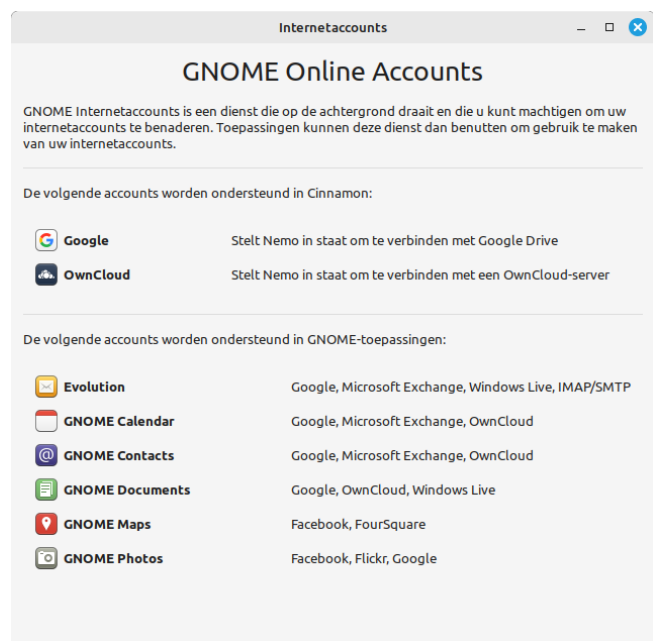 Internetaccounts
GNOME Online Accounts
GNOME Internetaccounts is een dienst die op de achtergrond draait en die u kunt machtigen om uw
internetaccounts te benaderen. Toepassingen kunnen deze dienst dan benutten om gebruik te maken
van uw internetaccounts.
De volgende accounts worden ondersteund in Cinnamon:
Google Stelt Nemo in staat om te verbinden met Google Drive
OwnCloud Stelt Nemo in staat om te verbinden met een OwnCloud-server
De volgende accounts worden ondersteund in GNOME-toepassingen:
Evolution Google, Microsoft Exchange, Windows Live, IMAP/SMTP
GNOME Calendar Google, Microsoft Exchange, OwnCloud
GNOME Contacts Google, Microsoft Exchange, OwnCloud
GNOME Documents Google, OwnCloud, Windows Live
GNOME Maps Facebook, FourSquare
GNOME Photos Facebook, Flickr, Google